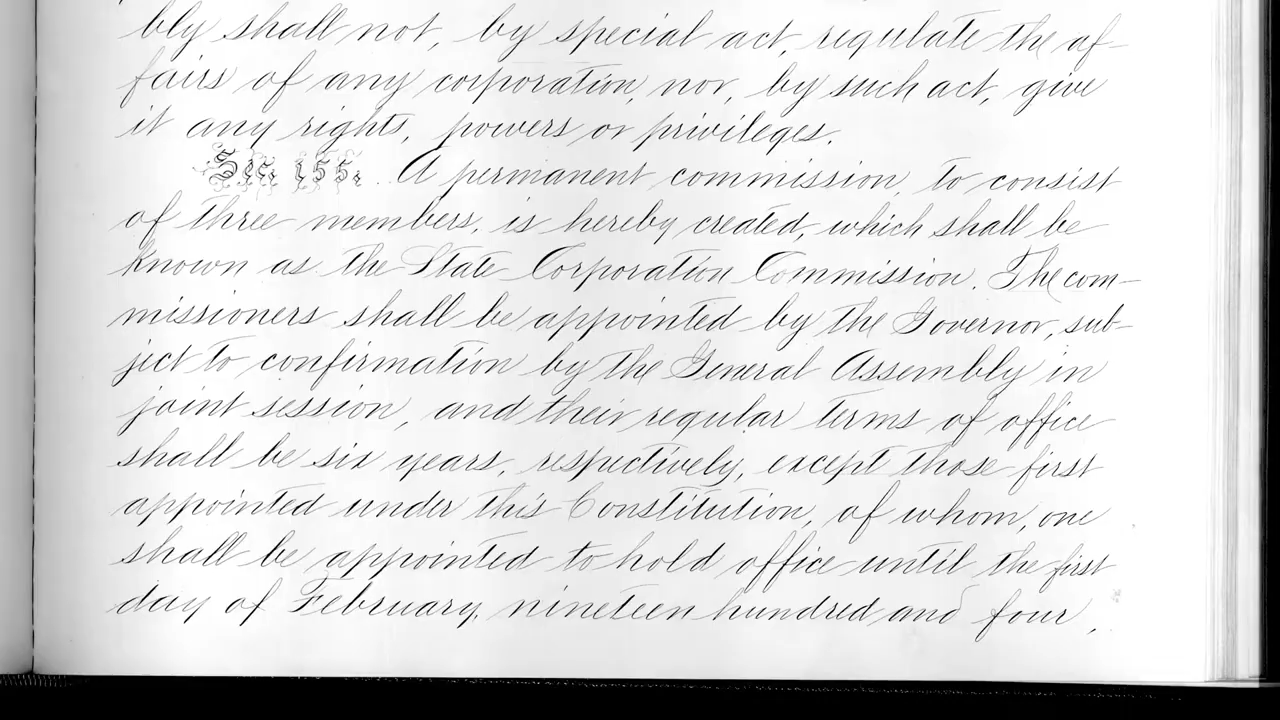 bly shall not, by special act, regulate the af-
fairs of any corporation, nor, by such act, give
it any rights, powers or privileges.
Sec. 155. A permanent commission, to consist
of three members, is hereby created, which shall be
known as the State Corporation Commission. The com-
missioners shall be appointed by the Governor, sub-
ject to confirmation by the General Assembly in
joint session, and their regular terms of office
shall be six years, respectively, except those first
appointed under this Constitution, of whom, one
shall be appointed to hold office until the first
day of February, nineteen hundred and four,